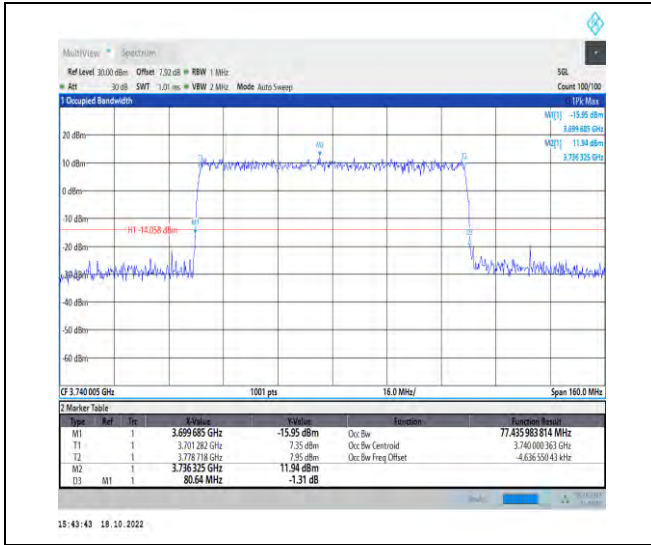 MultiView Spectrum
Ref Level 30.00 dBm Offset 7.92 dB RBW 1 MHz SGL
Att 30 dB SWT 1.01 ms VBW 2 MHz Mode Auto Sweep Count 100/100
1 Occupied Bandwidth 1Pk Max
M1[1] -15.95 dBm
3.699 685 GHz
M2[1] 11.94 dBm
3.736 325 GHz
20 dBm
M2
T2
10 dBm
0 dBm
-10 dBm
M1
H1 -14.058 dBm
D3
-20 dBm
-30 dBm
-40 dBm
-50 dBm
-60 dBm
CF 3.740 005 GHz 1001 pts 16.0 MHz/ Span 160.0 MHz
2 Marker Table
Type Ref Trc X-Value Y-Value Function Function Result
M1 1 3.699 685 GHz -15.95 dBm Occ Bw 77.435 983 814 MHz
T1 1 3.701 282 GHz 7.35 dBm Occ Bw Centroid 3.740 000 363 GHz
T2 1 3.778 718 GHz 7.95 dBm Occ Bw Freq Offset -4.636 550 43 kHz
M2 1 3.736 325 GHz 11.94 dBm
D3 M1 1 80.64 MHz -1.31 dB
15:43:43 18.10.2022